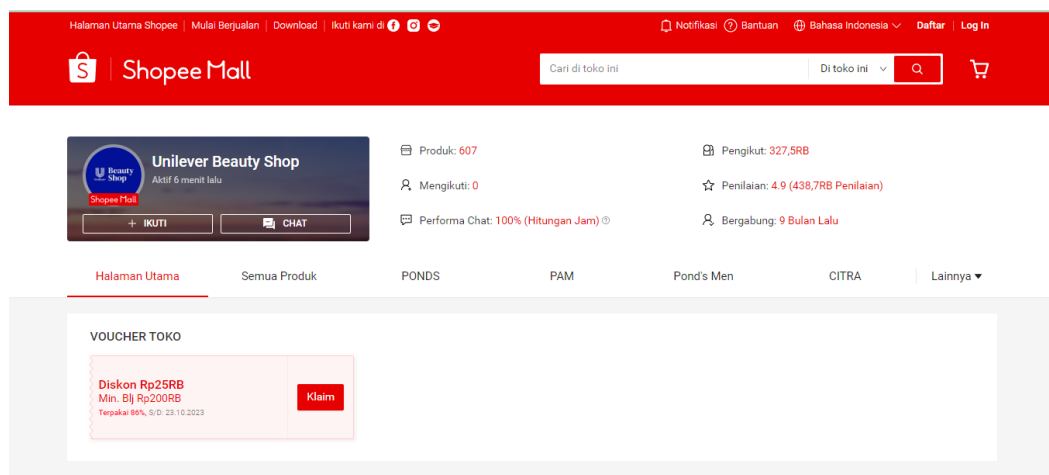 Halaman Utama Shopee | Mulai Berjualan | Download | Ikuti kami di
Notifikasi Bantuan Bahasa Indonesia Daftar | Log In
S | Shopee Mall
Cari di toko ini Di toko ini
U Beauty Shop
Shopee Mall
Unilever Beauty Shop
Aktif 6 menit lalu
+ IKUTI
CHAT
Produk: 607
Pengikut: 327,5RB
Mengikuti: 0
Penilaian: 4.9 (438,7RB Penilaian)
Performa Chat: 100% (Hitungan Jam)
Bergabung: 9 Bulan Lalu
Halaman Utama Semua Produk PONDS PAM Pond's Men CITRA Lainnya ▾
VOUCHER TOKO
Diskon Rp25RB
Min. Blj Rp200RB
Terpakai 86%, S/D: 23.10.2023
Klaim